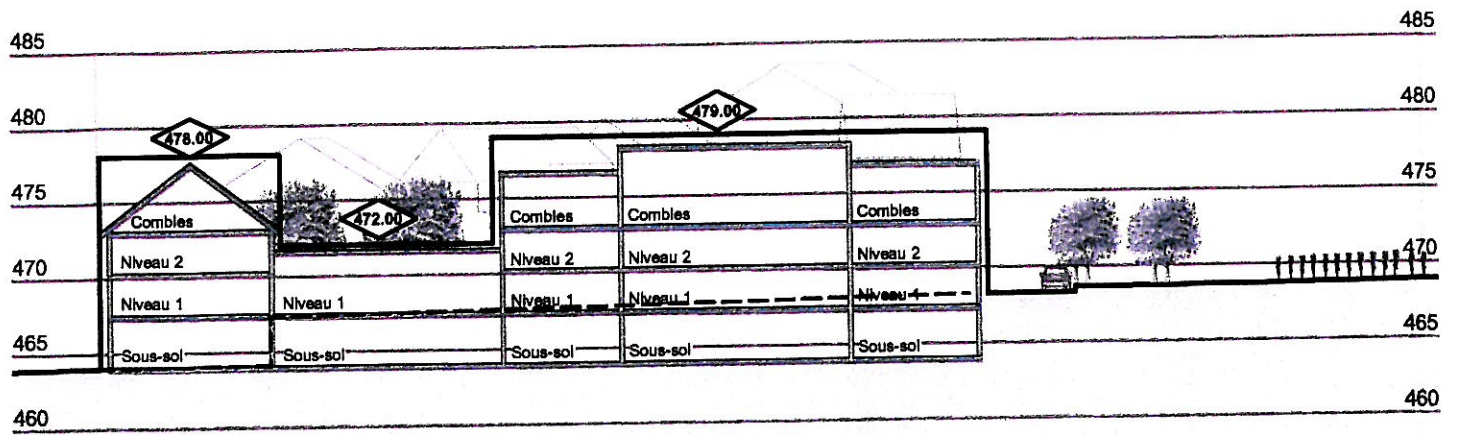 485 485
480 478.00 479.00 480
475 472.00 475
Combles Combles Combles Combles
Niveau 2 Niveau 2 Niveau 2 Niveau 2
470 470
Niveau 1 Niveau 1 Niveau 1 Niveau 1 Niveau 1
465 465
Sous-sol Sous-sol Sous-sol Sous-sol Sous-sol
460 460